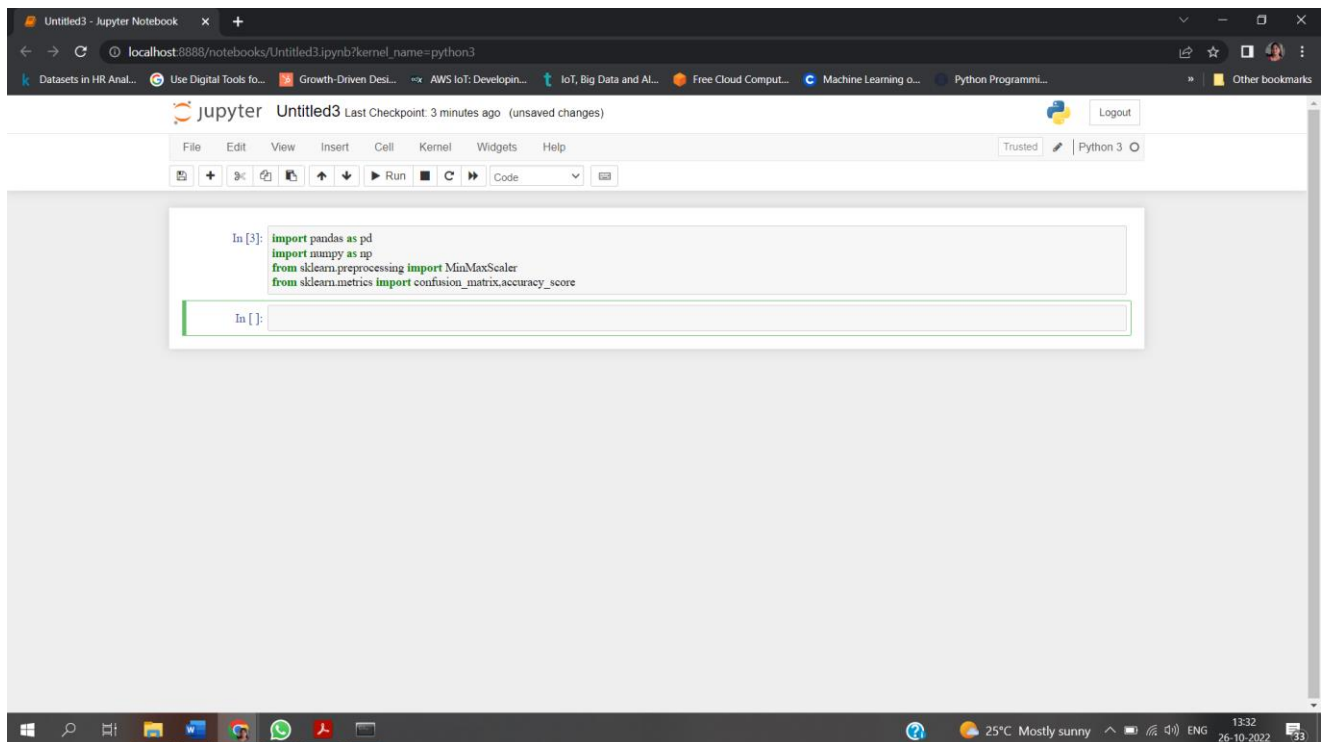 Untitled3 - Jupyter Notebook
localhost:8888/notebooks/Untitled3.ipynb?kernel_name=python3
Datasets in HR Anal... Use Digital Tools fo... Growth-Driven Desi... AWS IoT: Developin... IoT, Big Data and AI... Free Cloud Comput... Machine Learning o... Python Programmi... » Other bookmarks
jupyter Untitled3 Last Checkpoint: 3 minutes ago (unsaved changes) Logout
File Edit View Insert Cell Kernel Widgets Help Trusted Python 3
Run Code
In [3]: import pandas as pd
import numpy as np
from sklearn.preprocessing import MinMaxScaler
from sklearn.metrics import confusion_matrix,accuracy_score
In [ ]:
25°C Mostly sunny ENG 13:32
26-10-2022 33